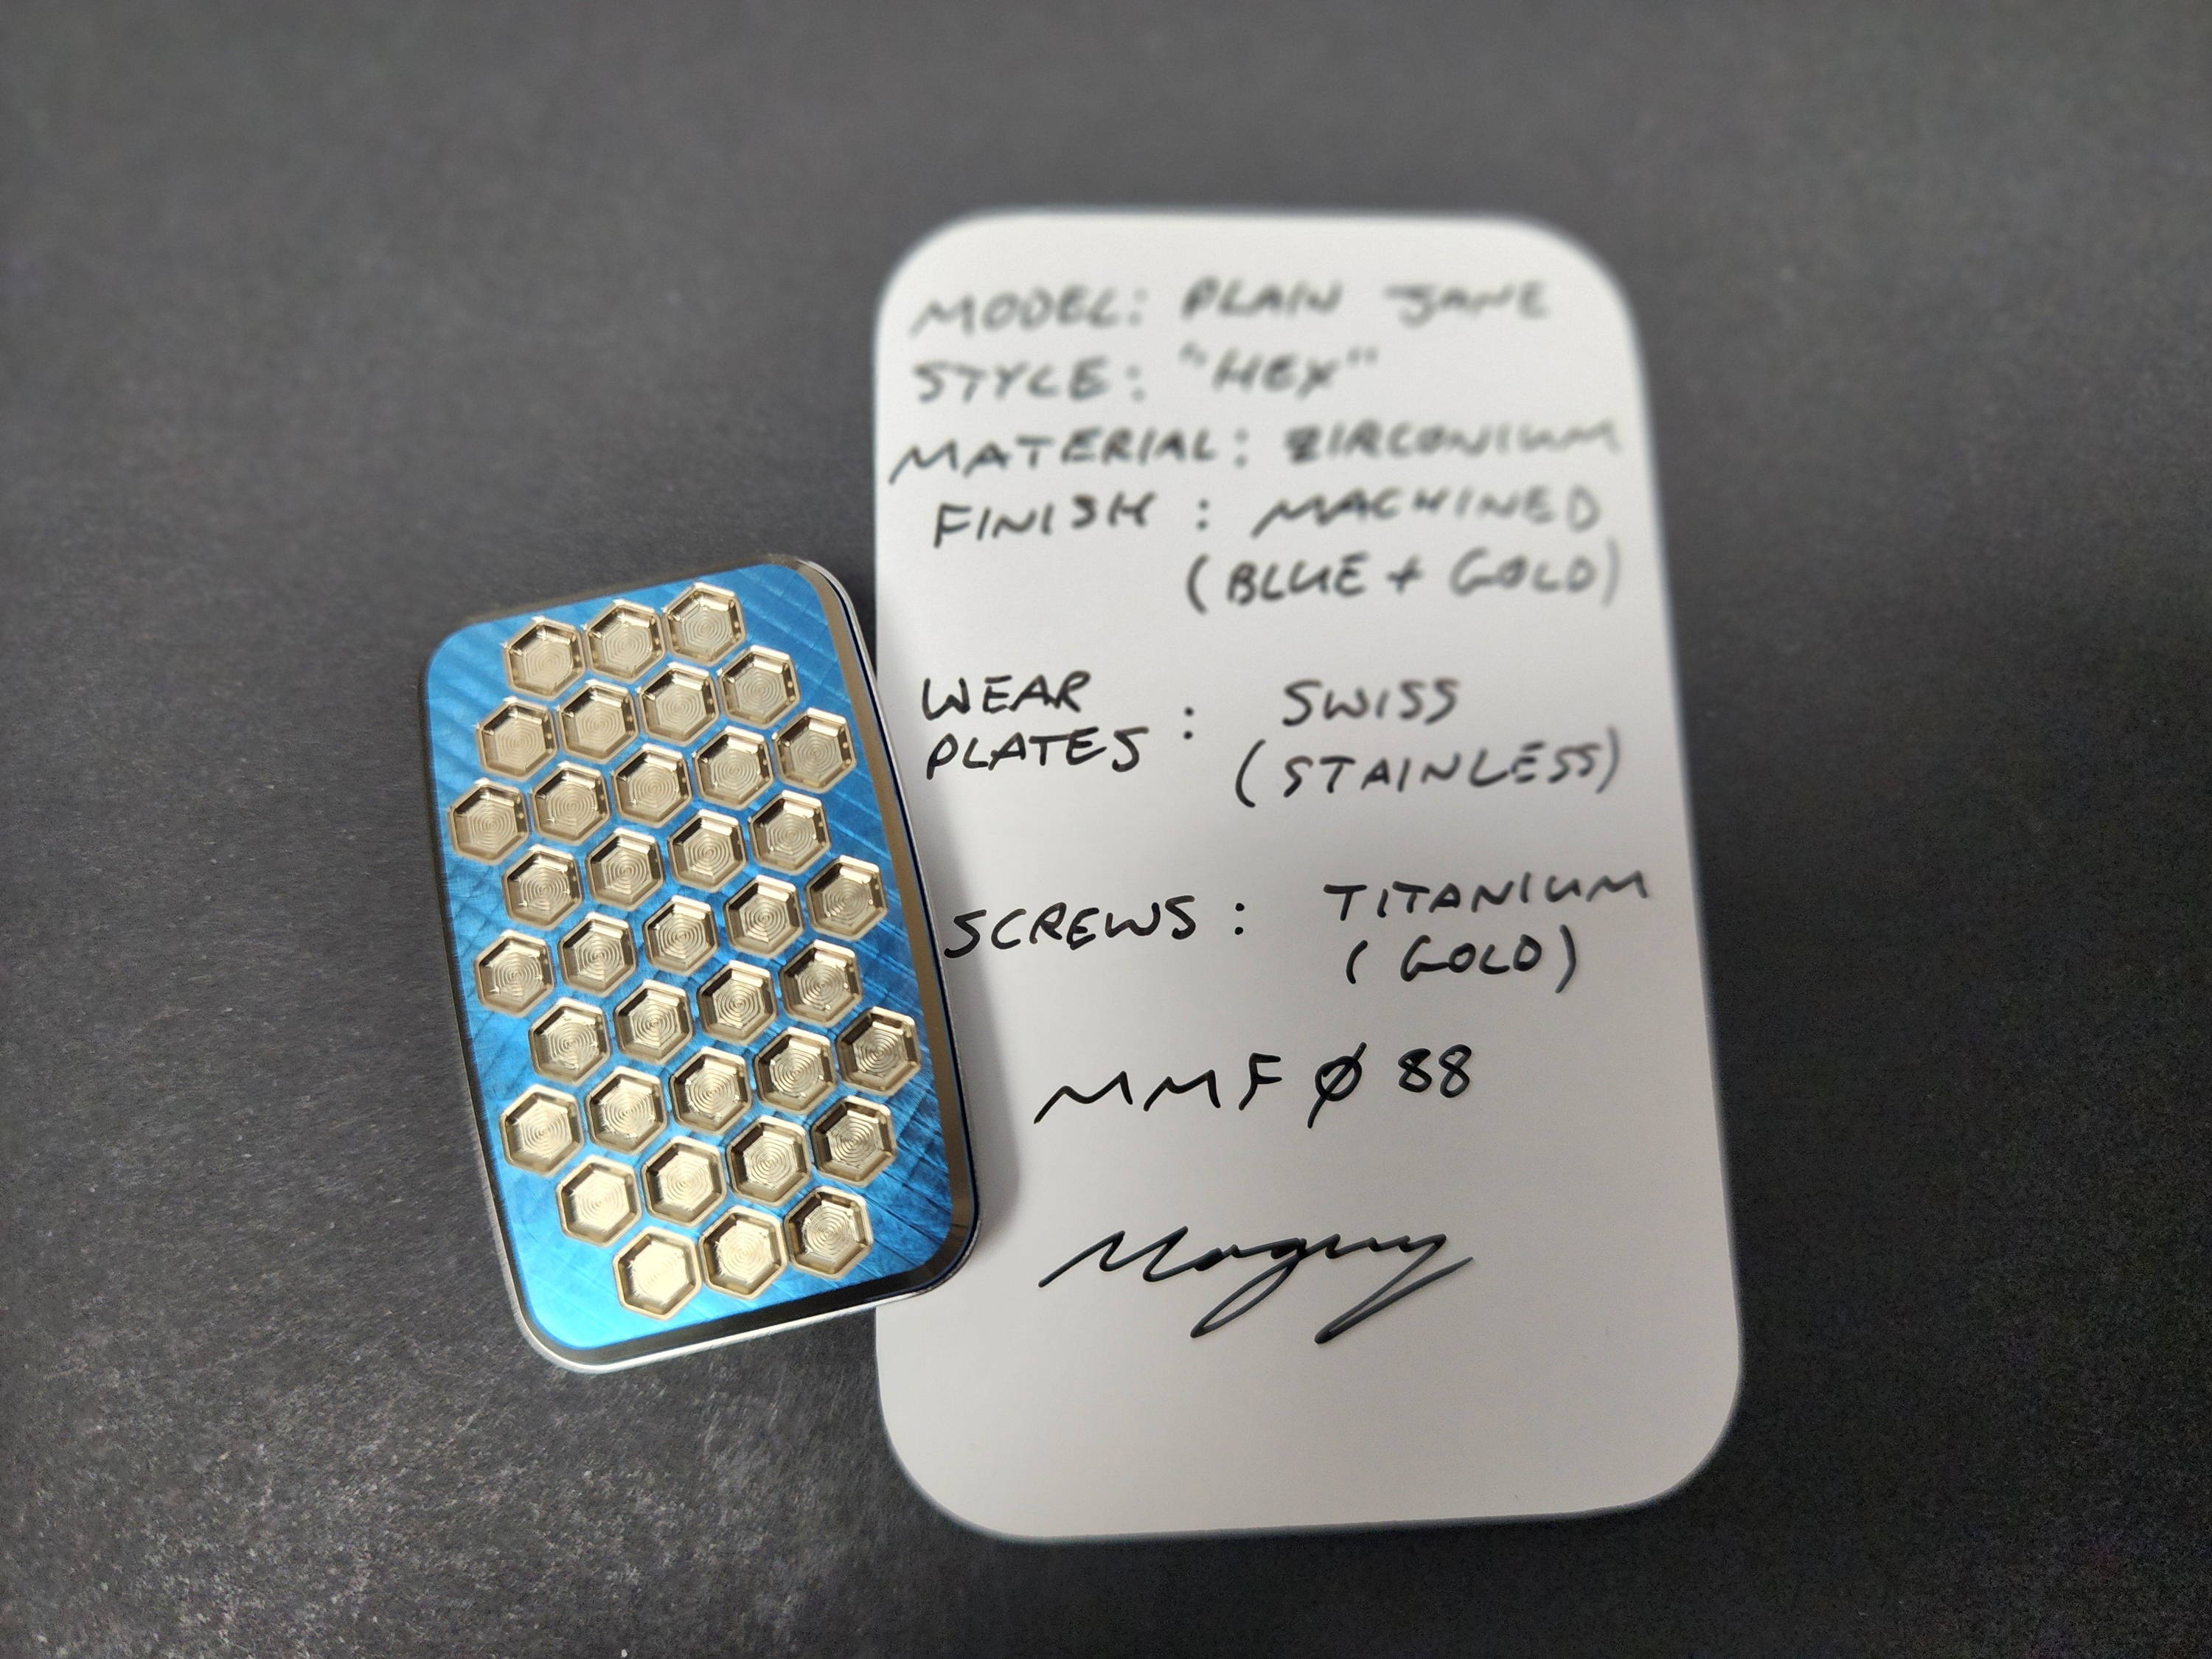 MODEL: PLAIN JANE
STYLE: "HEX"
MATERIAL: ZIRCONIUM
FINISH: MACHINED
(BLUE + GOLD)
WEAR
PLATES: SWISS
(STAINLESS)
SCREWS: TITANIUM
(GOLD)
MMFØ88